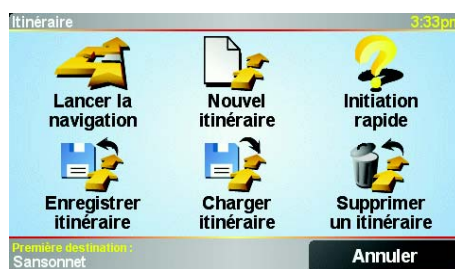 Itinéraire 3:33pm
Lancer la navigation
Nouvel itinéraire
Initiation rapide
Enregistrer itinéraire
Charger itinéraire
Supprimer un itinéraire
Première destination :
Sansonnet
Annuler